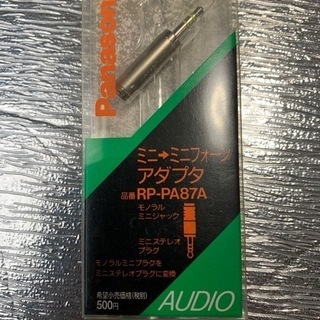 Panasonic
ミニ→ミニフォーン
アダプタ
品番 RP-PA87A
モノラル
ミニジャック
ミニステレオ
プラグ
モノラルミニプラグを
ミニステレオプラグに変換
希望小売価格(税別)
500円
AUDIO